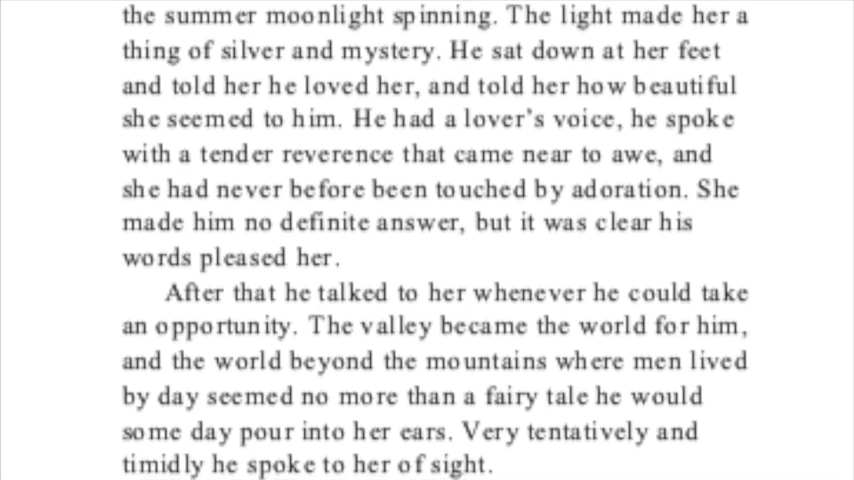 the summer moonlight spinning. The light made her a
thing of silver and mystery. He sat down at her feet
and told her he loved her, and told her how beautiful
she seemed to him. He had a lover's voice, he spoke
with a tender reverence that came near to awe, and
she had never before been touched by adoration. She
made him no definite answer, but it was clear his
words pleased her.
After that he talked to her whenever he could take
an opportunity. The valley became the world for him,
and the world beyond the mountains where men lived
by day seemed no more than a fairy tale he would
some day pour into her ears. Very tentatively and
timidly he spoke to her of sight.